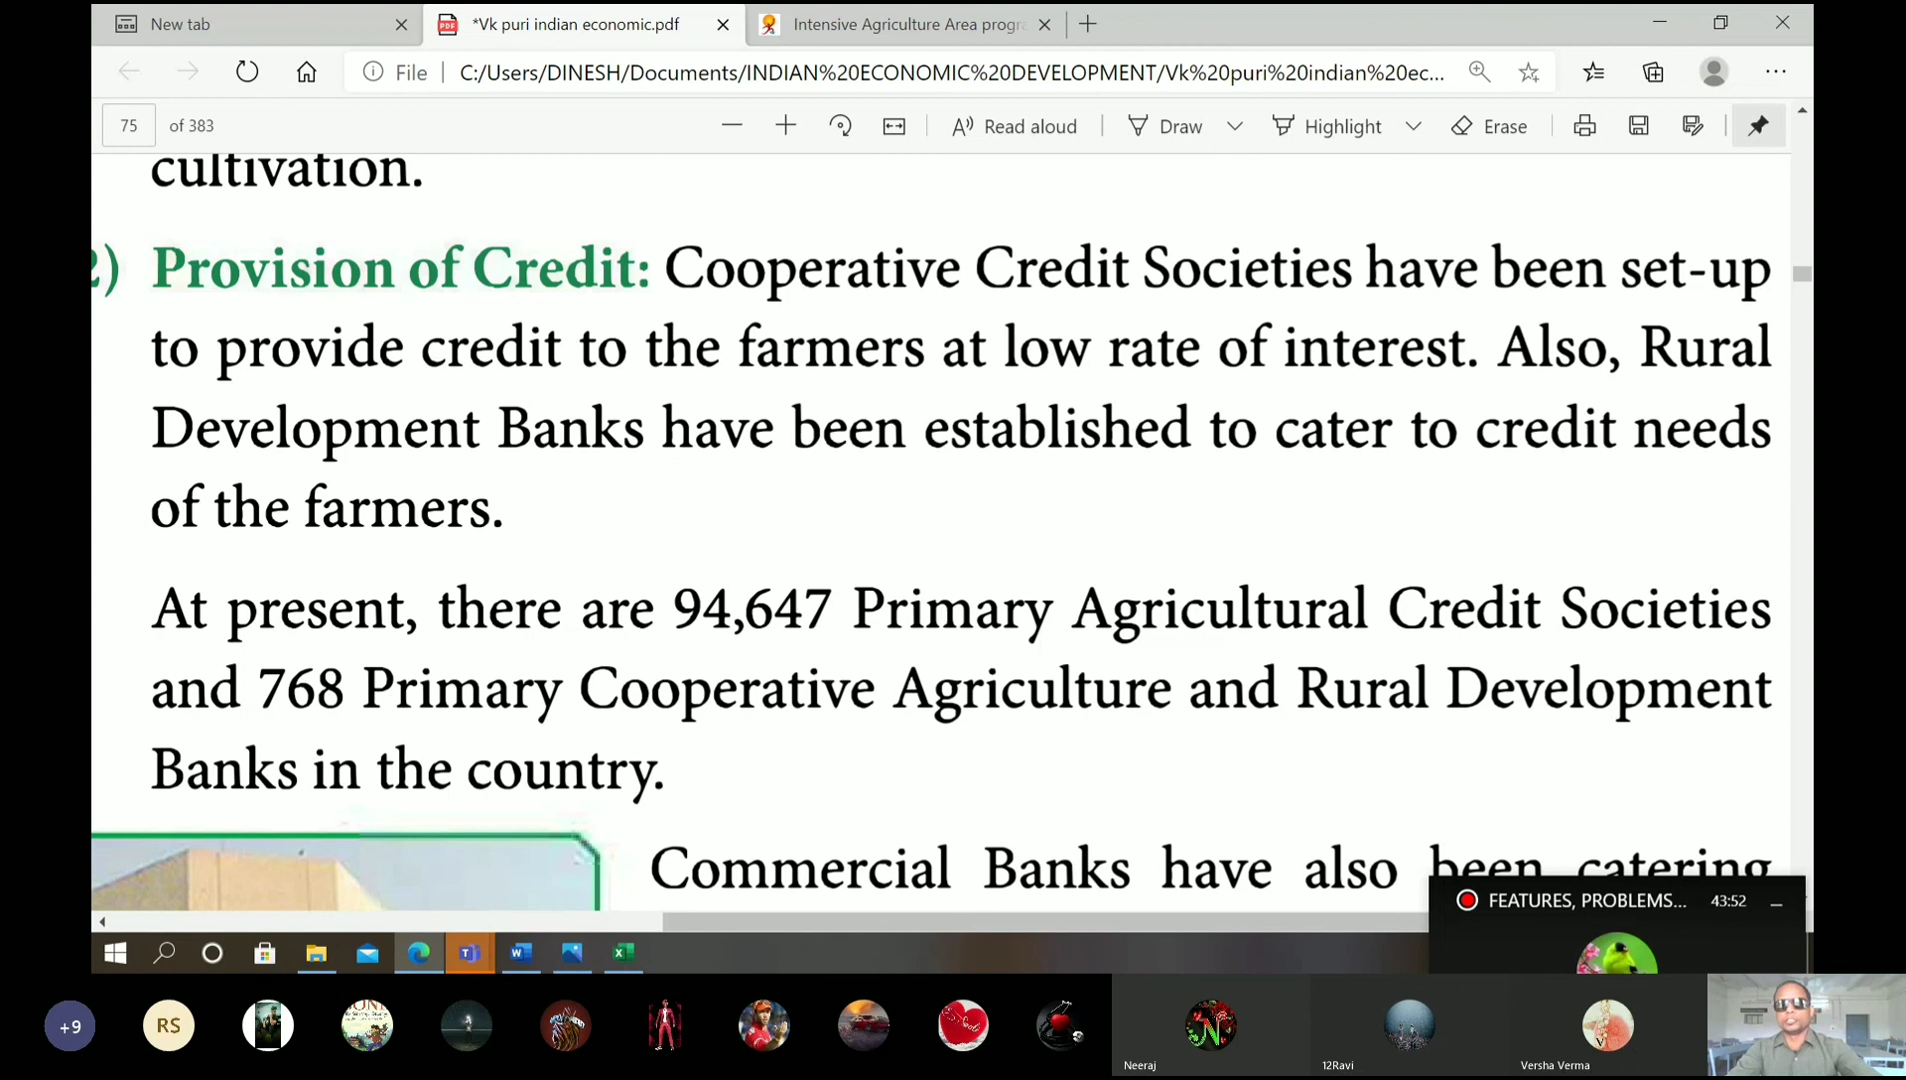 New tab
*Vk puri indian economic.pdf
Intensive Agriculture Area progr
File
C:/Users/DINESH/Documents/INDIAN%20ECONOMIC%20DEVELOPMENT/Vk%20puri%20indian%20ec...
75 of 383
Read aloud
Draw
Highlight
Erase
cultivation.
2) Provision of Credit: Cooperative Credit Societies have been set-up
to provide credit to the farmers at low rate of interest. Also, Rural
Development Banks have been established to cater to credit needs
of the farmers.
At present, there are 94,647 Primary Agricultural Credit Societies
and 768 Primary Cooperative Agriculture and Rural Development
Banks in the country.
Commercial Banks have also been catering
FEATURES, PROBLEMS... 43:52
+9
RS
Neeraj
12Ravi
Versha Verma